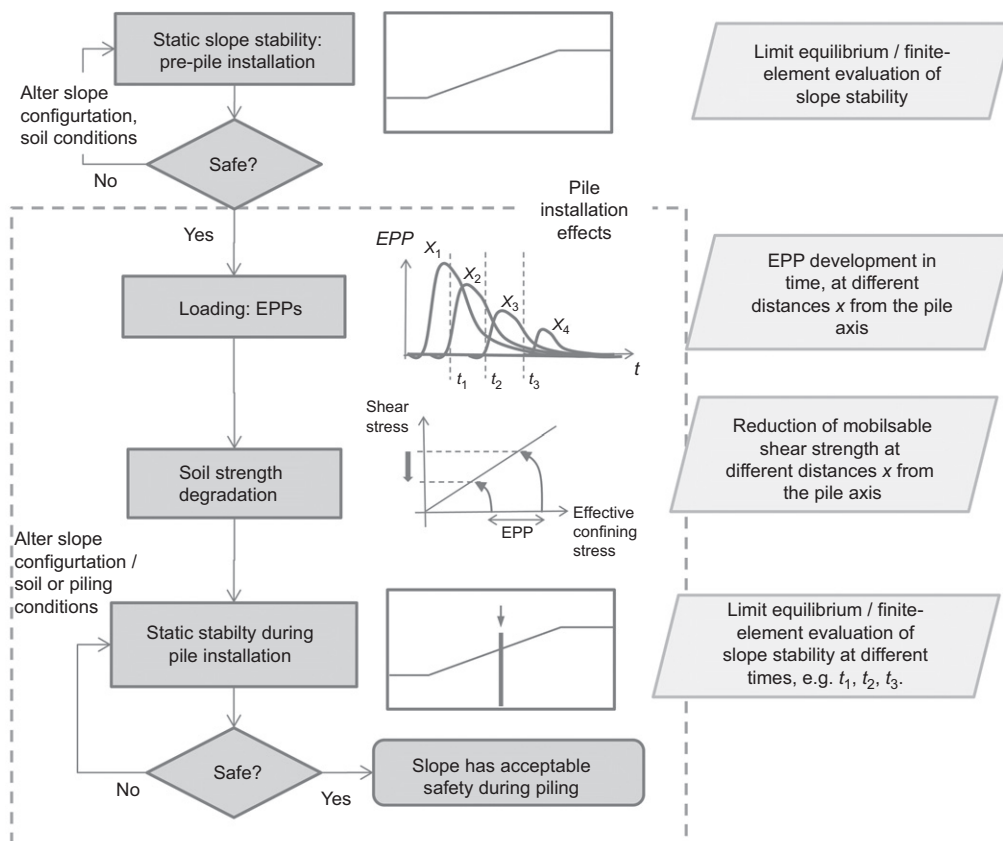 Static slope stability:
pre-pile installation
Limit equilibrium / finite-
element evaluation of
slope stability
Alter slope
configurtation,
soil conditions
Safe?
No
Yes
Pile
installation
effects
EPP
X1
X2
X3
X4
t1
t2
t3
t
Loading: EPPs
EPP development in
time, at different
distances x from the pile
axis
Shear
stress
Effective
confining
stress
EPP
Soil strength
degradation
Reduction of mobilsable
shear strength at
different distances x from
the pile axis
Alter slope
configurtation /
soil or piling
conditions
Static stabilty during
pile installation
Limit equilibrium / finite-
element evaluation of
slope stability at different
times, e.g. t1, t2, t3.
Safe?
No
Yes
Slope has acceptable
safety during piling